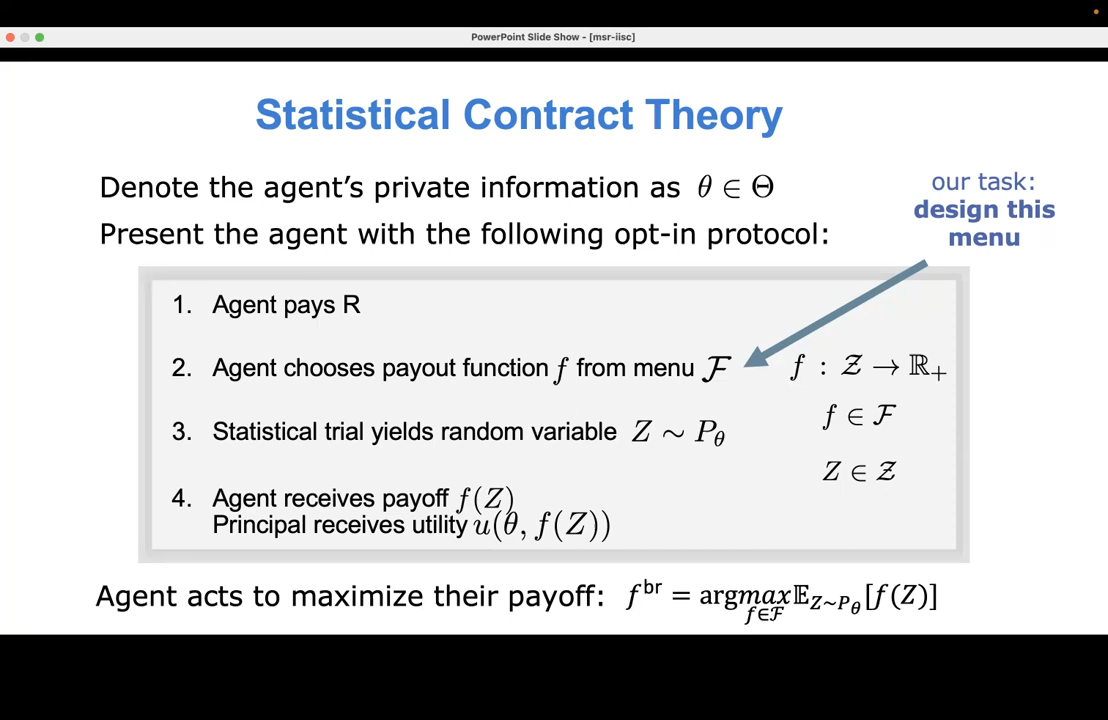 PowerPoint Slide Show - [msr-iisc]
Statistical Contract Theory
Denote the agent's private information as θ ∈ Θ
Present the agent with the following opt-in protocol:
our task:
design this
menu
1. Agent pays R
2. Agent chooses payout function f from menu ℱ
f : 𝒵 → ℝ₊
f ∈ ℱ
3. Statistical trial yields random variable Z ∼ P_θ
Z ∈ 𝒵
4. Agent receives payoff f(Z)
Principal receives utility u(θ, f(Z))
Agent acts to maximize their payoff: f^br = argmax_{f∈ℱ} 𝔼_{Z∼P_θ}[f(Z)]